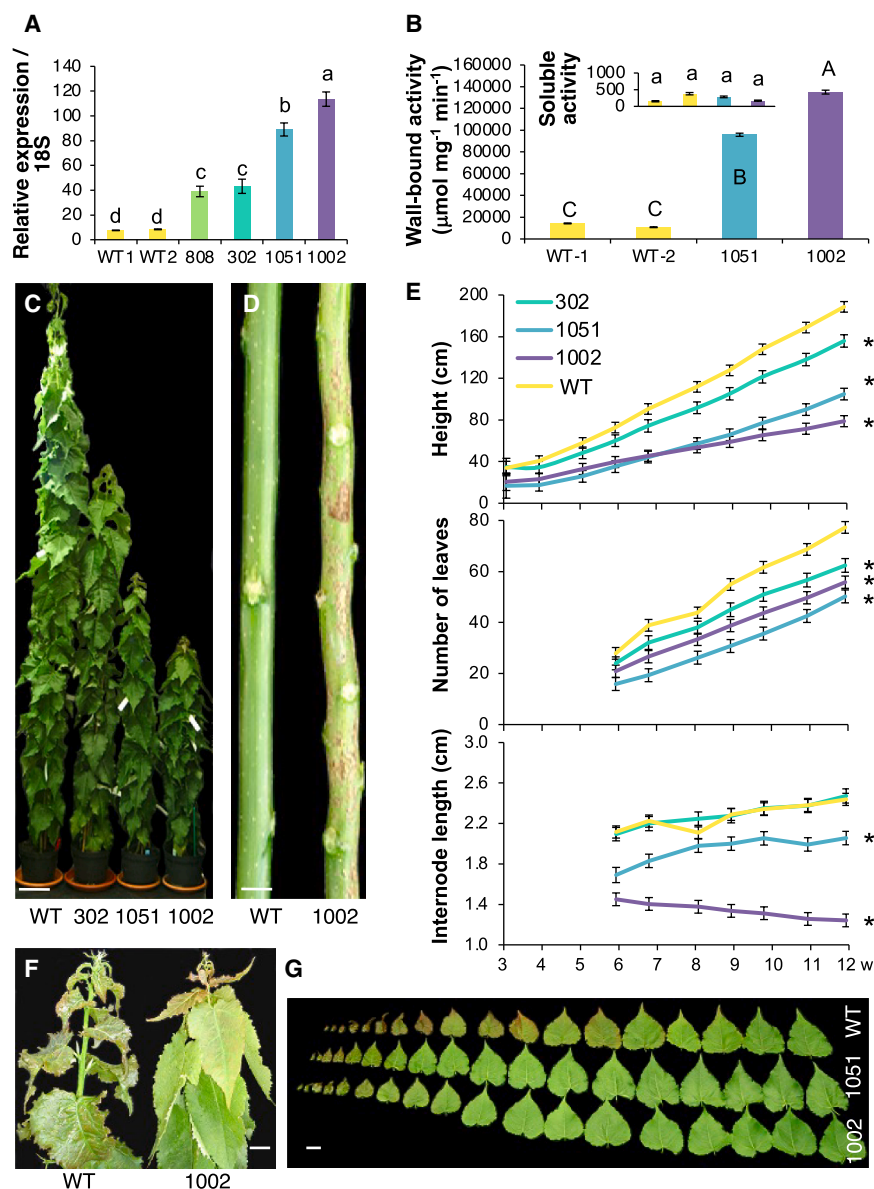 A
Relative expression /
18S
140
120
100
80
60
40
20
0
d
d
c
c
b
a
WT1 WT2 808 302 1051 1002
B
Wall-bound activity
(μmol mg-1 min-1)
160000
140000
120000
100000
80000
60000
40000
20000
0
Soluble
activity
1000
500
0
a a a a
C
C
B
A
WT-1 WT-2 1051 1002
C
WT 302 1051 1002
D
WT 1002
E
Height (cm)
200
160
120
80
40
0
302
1051
1002
WT
*
*
*
Number of leaves
80
60
40
20
0
*
*
*
Internode length (cm)
3.0
2.6
2.2
1.8
1.4
1.0
*
*
3 4 5 6 7 8 9 10 11 12 w
F
WT 1002
G
WT
1051
1002